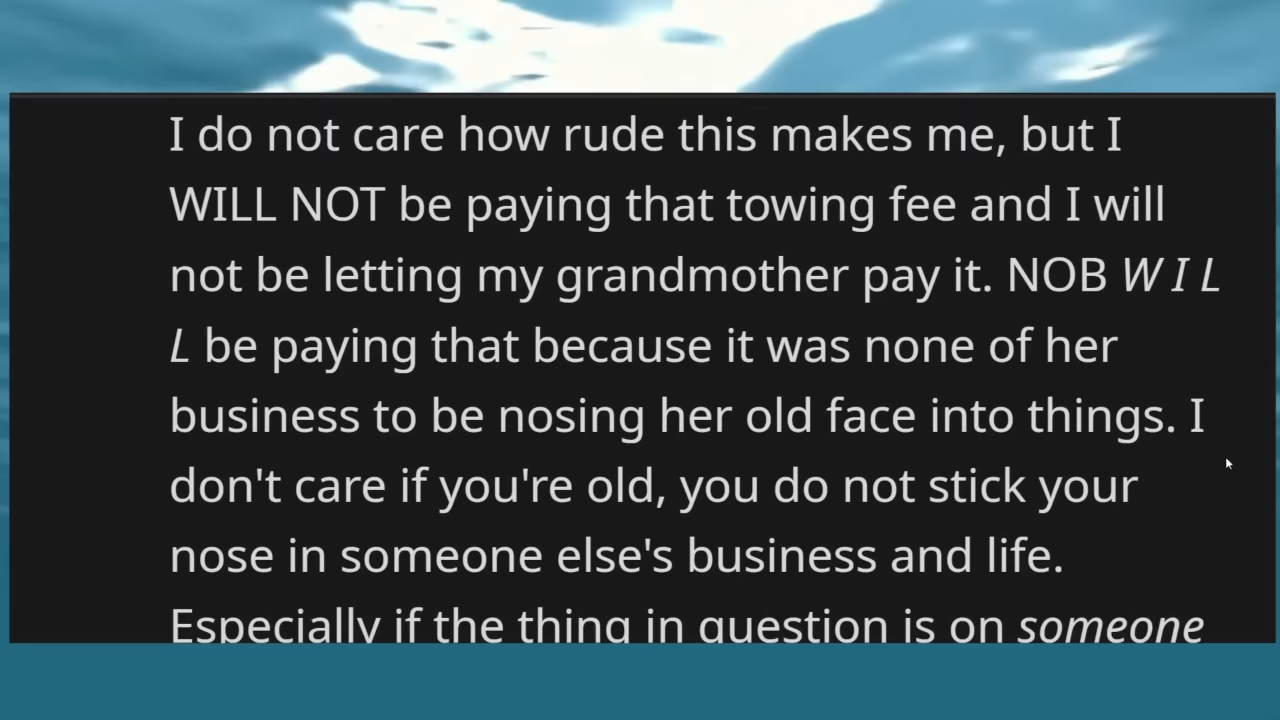 I do not care how rude this makes me, but I
WILL NOT be paying that towing fee and I will
not be letting my grandmother pay it. NOB W I L
L be paying that because it was none of her
business to be nosing her old face into things. I
don't care if you're old, you do not stick your
nose in someone else's business and life.
Especially if the thing in question is on someone